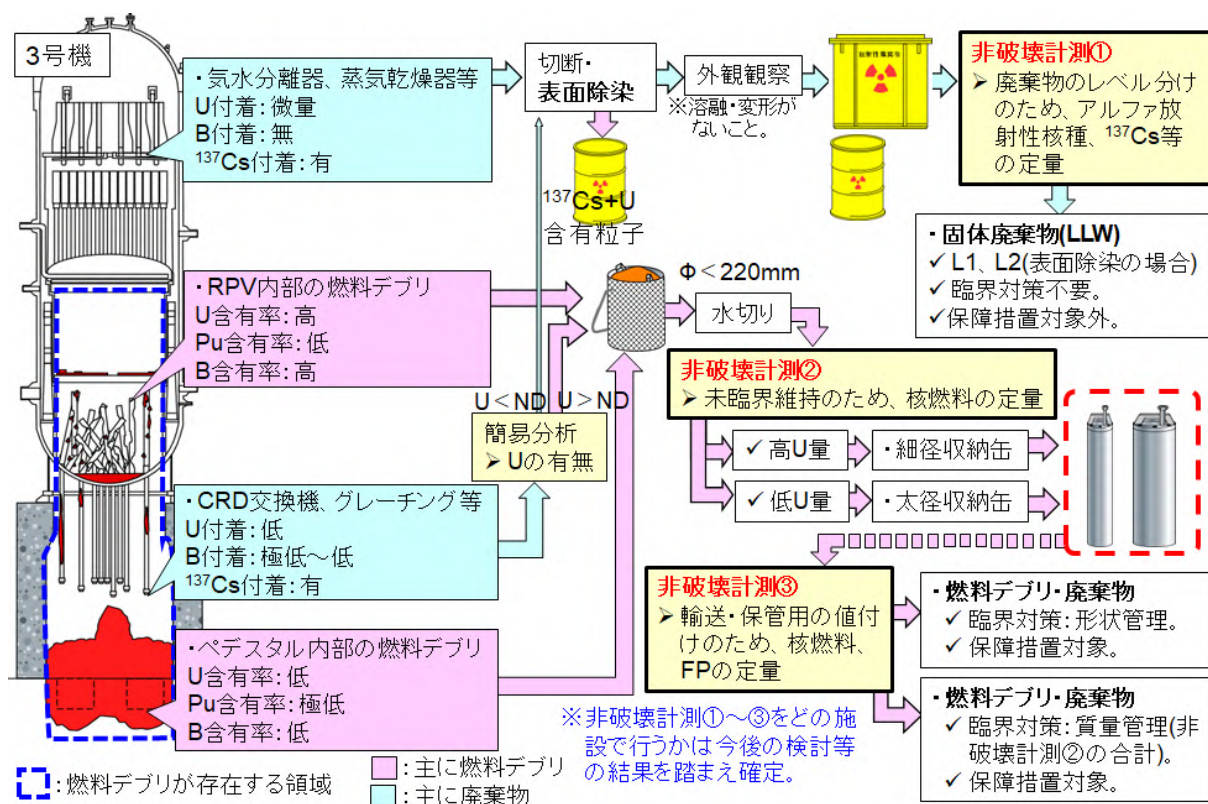 3号機
・気水分離器、蒸気乾燥器等
U付着：微量
B付着：無
¹³⁷Cs付着：有
切断・
表面除染
外観観察
※溶融・変形が
ないこと。
¹³⁷Cs+U
含有粒子
非破壊計測①
➢ 廃棄物のレベル分け
のため、アルファ放
射性核種、¹³⁷Cs等
の定量
・固体廃棄物(LLW)
✓ L1、L2(表面除染の場合)
✓ 臨界対策不要。
✓ 保障措置対象外。
・RPV内部の燃料デブリ
U含有率：高
Pu含有率：低
B含有率：高
Φ＜220mm
水切り
非破壊計測②
➢ 未臨界維持のため、核燃料の定量
✓ 高U量
・細径収納缶
✓ 低U量
・太径収納缶
U＜ND
U＞ND
簡易分析
➢ Uの有無
・CRD交換機、グレーチング等
U付着：低
B付着：極低～低
¹³⁷Cs付着：有
・ペデスタル内部の燃料デブリ
U含有率：低
Pu含有率：極低
B含有率：低
非破壊計測③
➢ 輸送・保管用の値付
けのため、核燃料、
FPの定量
・燃料デブリ・廃棄物
✓ 臨界対策：形状管理。
✓ 保障措置対象。
・燃料デブリ・廃棄物
✓ 臨界対策：質量管理(非
破壊計測②の合計)。
✓ 保障措置対象。
※非破壊計測①～③をどの施
設で行うかは今後の検討等
の結果を踏まえ確定。
：燃料デブリが存在する領域
：主に燃料デブリ
：主に廃棄物